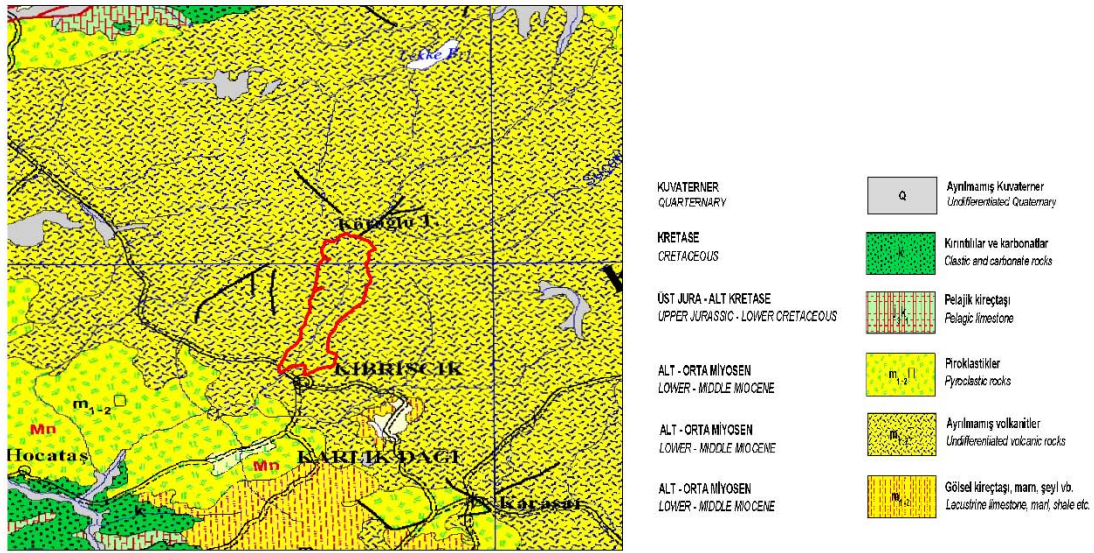 Köroğlu T.
KIBRISCIK
m1-2
Mn
Hocataş
KARLIK DAĞI
Mn
k
Karaşar
KUVATERNER
QUARTERNARY
Q
Ayrılmamış Kuvaterner
Undifferentiated Quaternary
KRETASE
CRETACEOUS
k
Kırıntılılar ve karbonatlar
Clastic and carbonate rocks
ÜST JURA - ALT KRETASE
UPPER JURASSIC - LOWER CRETACEOUS
Pelajik kireçtaşı
Pelagic limestone
ALT - ORTA MİYOSEN
LOWER - MIDDLE MIOCENE
m1-2
Piroklastikler
Pyroclastic rocks
ALT - ORTA MİYOSEN
LOWER - MIDDLE MIOCENE
Ayrılmamış volkanitler
Undifferentiated volcanic rocks
ALT - ORTA MİYOSEN
LOWER - MIDDLE MIOCENE
Gölsel kireçtaşı, marn, şeyl vb.
Lacustrine limestone, marl, shale etc.